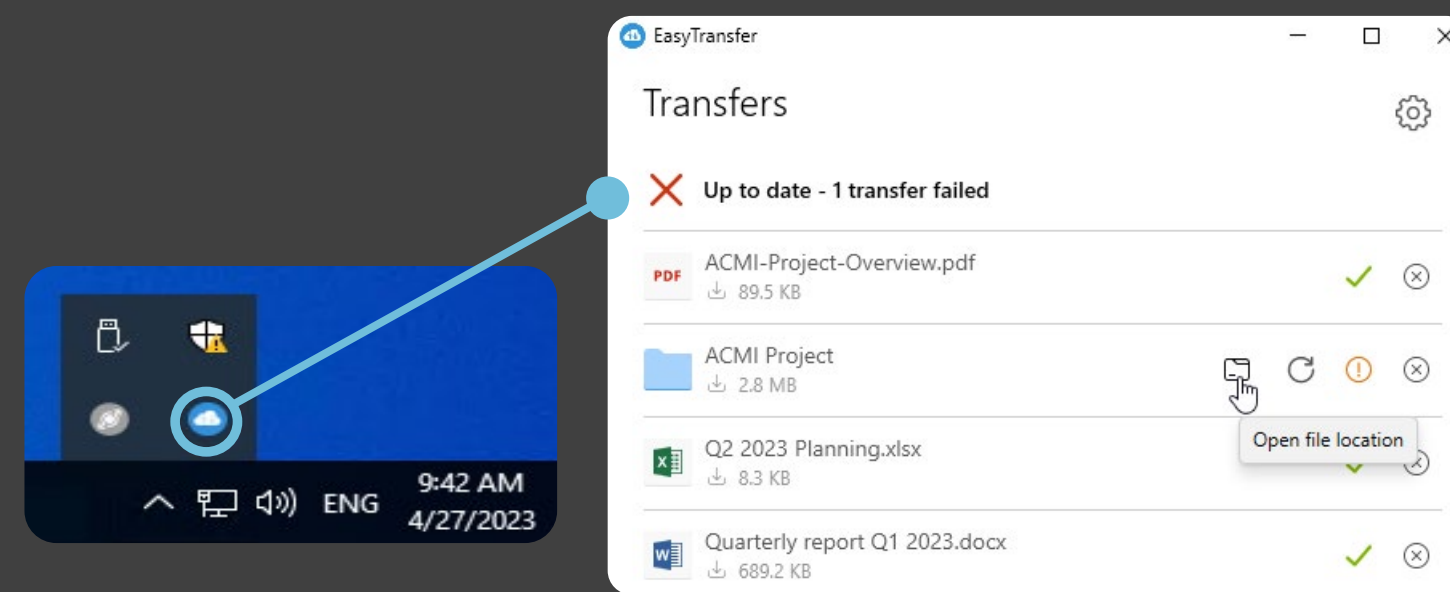 EasyTransfer
Transfers
Up to date - 1 transfer failed
PDF
ACMI-Project-Overview.pdf
89.5 KB
ACMI Project
2.8 MB
Open file location
Q2 2023 Planning.xlsx
8.3 KB
Quarterly report Q1 2023.docx
689.2 KB
ENG
9:42 AM
4/27/2023